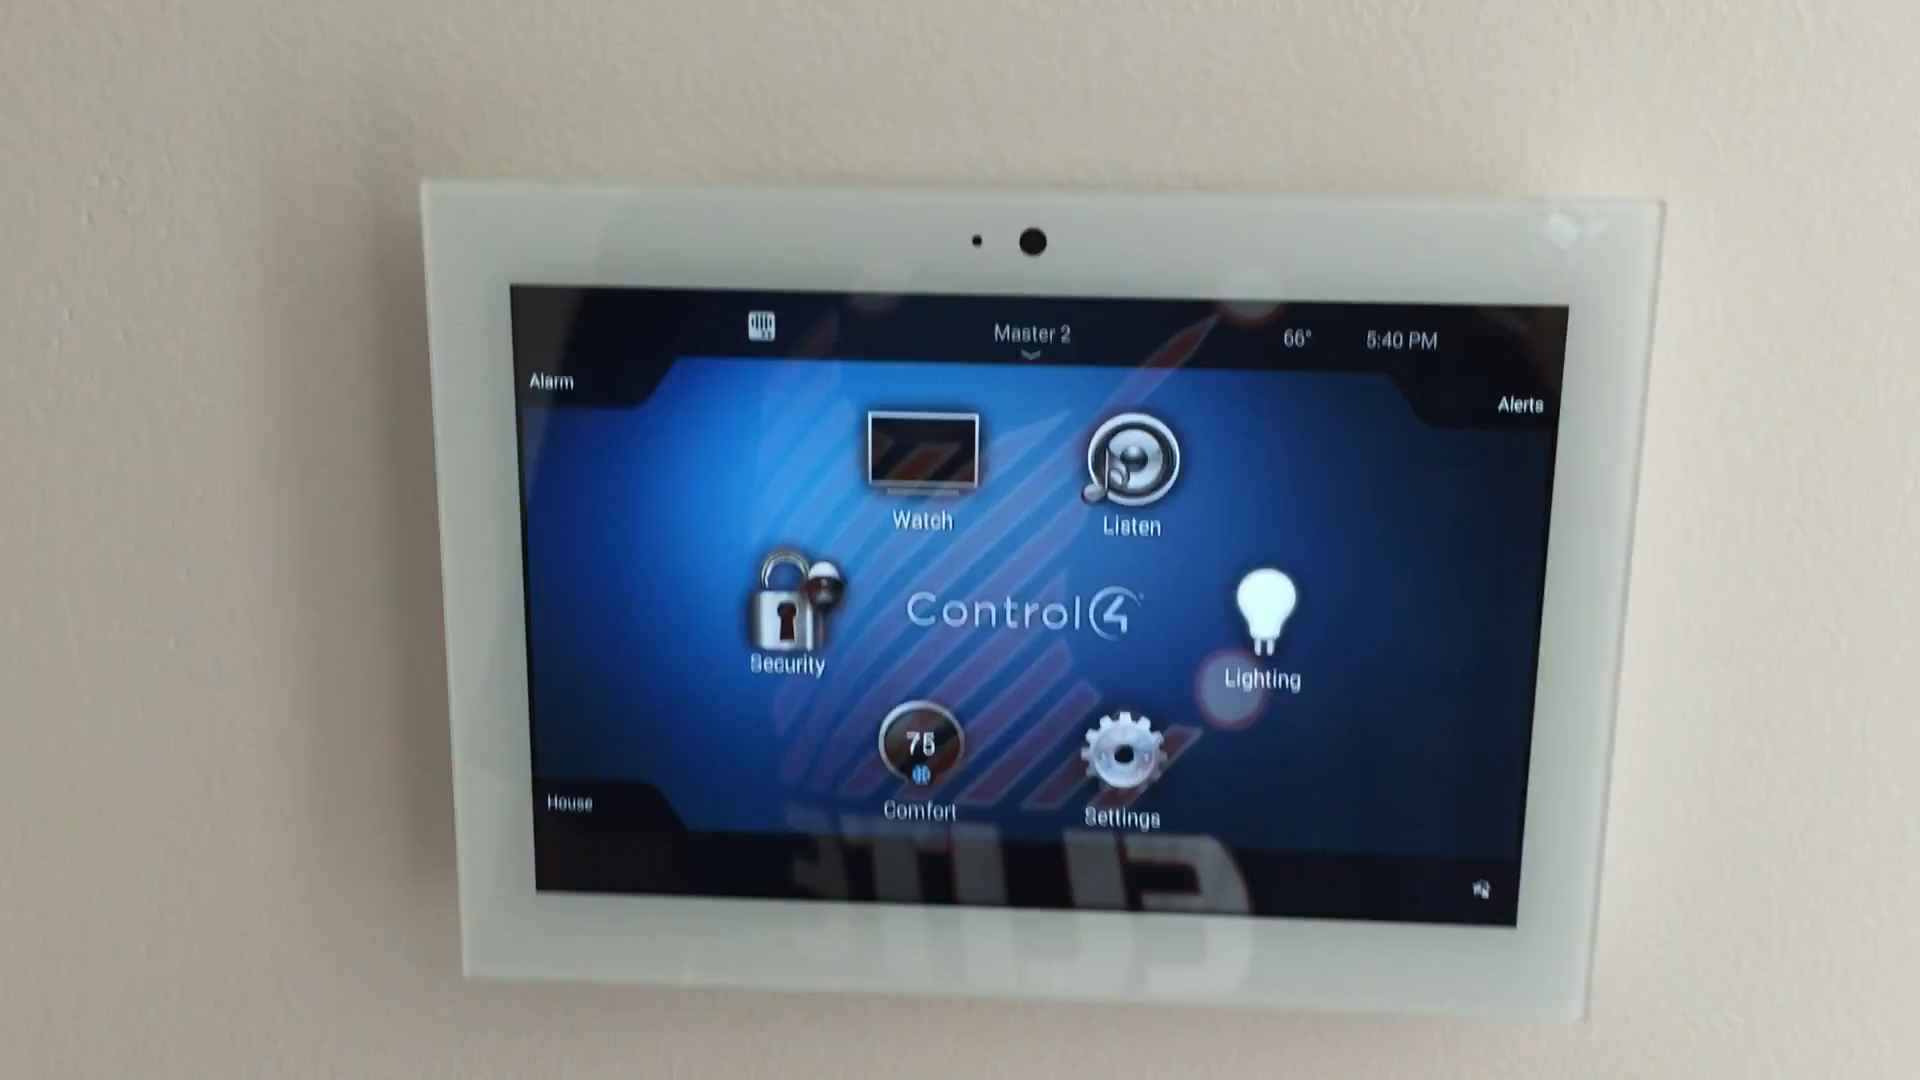 Master 2
66°
5:40 PM
Alarm
Alerts
Watch
Listen
Security
Control4
Lighting
75
Comfort
Settings
House